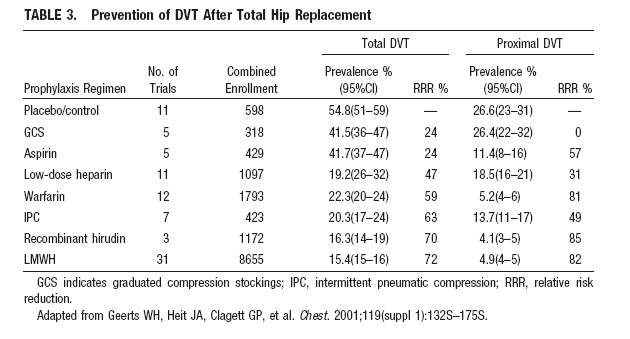 TABLE 3. Prevention of DVT After Total Hip Replacement
Total DVT Proximal DVT
No. of Combined Prevalence % Prevalence %
Prophylaxis Regimen Trials Enrollment (95%CI) RRR % (95%CI) RRR %
Placebo/control 11 598 54.8(51–59) — 26.6(23–31) —
GCS 5 318 41.5(36–47) 24 26.4(22–32) 0
Aspirin 5 429 41.7(37–47) 24 11.4(8–16) 57
Low-dose heparin 11 1097 19.2(26–32) 47 18.5(16–21) 31
Warfarin 12 1793 22.3(20–24) 59 5.2(4–6) 81
IPC 7 423 20.3(17–24) 63 13.7(11–17) 49
Recombinant hirudin 3 1172 16.3(14–19) 70 4.1(3–5) 85
LMWH 31 8655 15.4(15–16) 72 4.9(4–5) 82
GCS indicates graduated compression stockings; IPC, intermittent pneumatic compression; RRR, relative risk
reduction.
Adapted from Geerts WH, Heit JA, Clagett GP, et al. Chest. 2001;119(suppl 1):132S–175S.